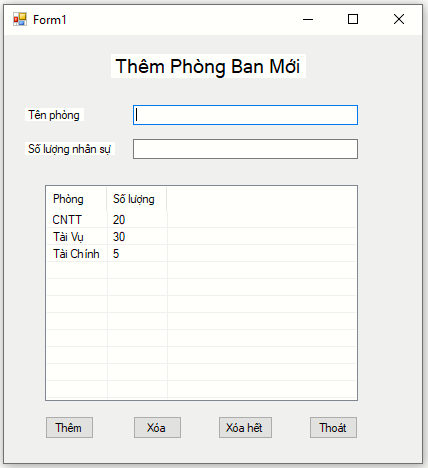 Form1
Thêm Phòng Ban Mới
Tên phòng
Số lượng nhân sự
Phòng Số lượng
CNTT 20
Tài Vụ 30
Tài Chính 5
Thêm Xóa Xóa hết Thoát